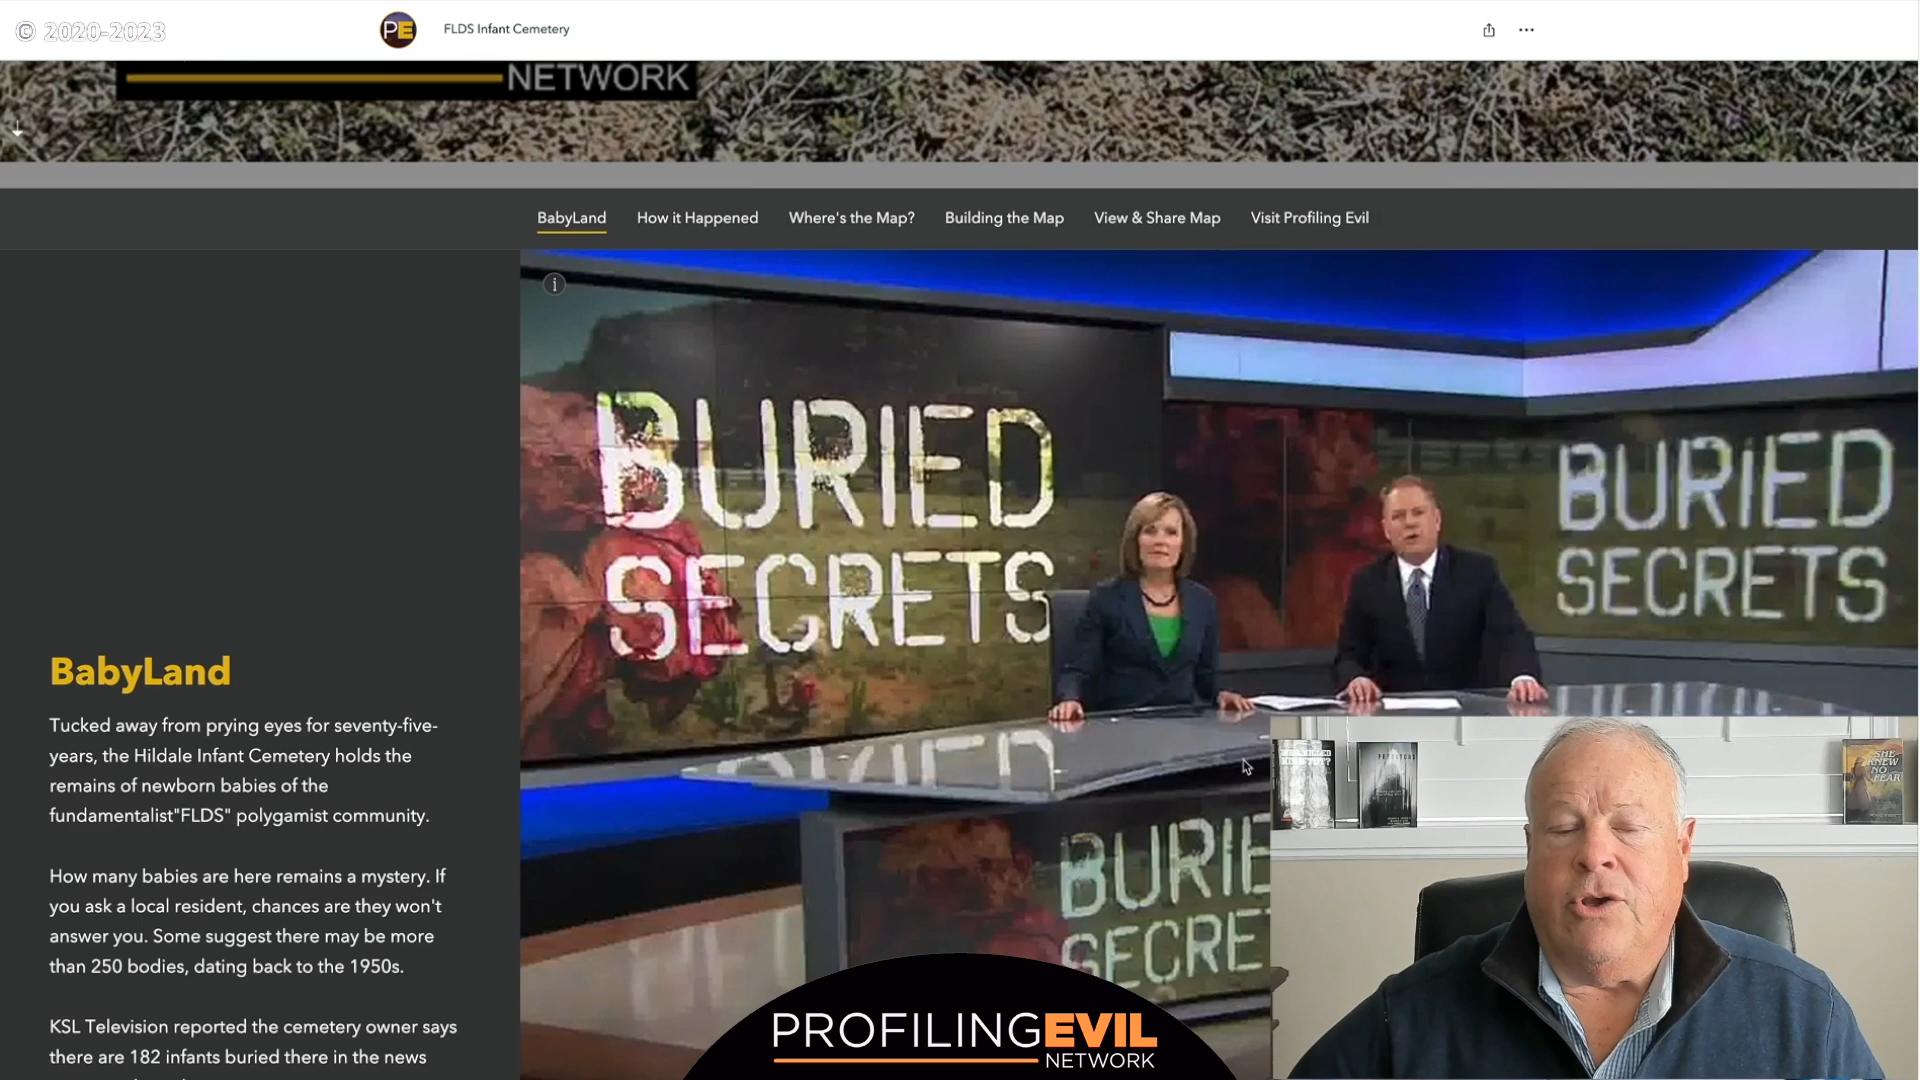 © 2020-2023
PE
FLDS Infant Cemetery
NETWORK
BabyLand
How it Happened
Where's the Map?
Building the Map
View & Share Map
Visit Profiling Evil
BURIED
SECRETS
BURIED
SECRETS
BabyLand
Tucked away from prying eyes for seventy-five-
years, the Hildale Infant Cemetery holds the
remains of newborn babies of the
fundamentalist"FLDS" polygamist community.
How many babies are here remains a mystery. If
you ask a local resident, chances are they won't
answer you. Some suggest there may be more
than 250 bodies, dating back to the 1950s.
KSL Television reported the cemetery owner says
there are 182 infants buried there in the news
BURIE
SECRE
SHE
KNEW
NO
FEAR
PROFILINGEVIL
NETWORK